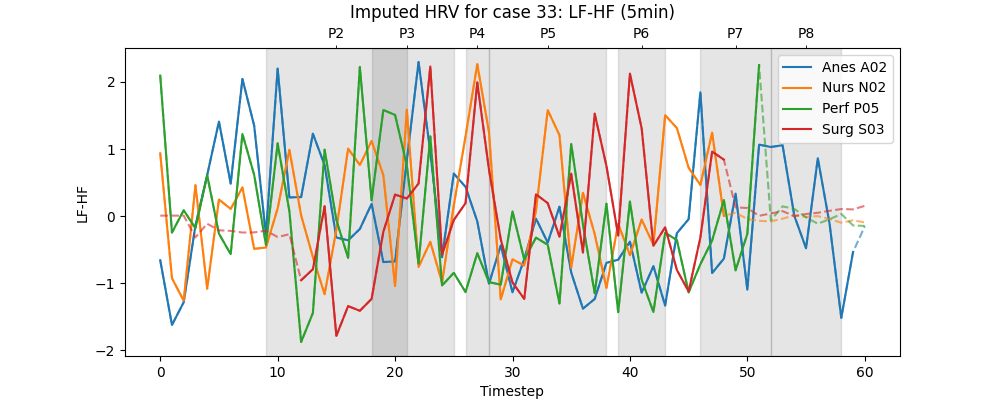 Imputed HRV for case 33: LF-HF (5min)
P2 P3 P4 P5 P6 P7 P8
Anes A02
Nurs N02
Perf P05
Surg S03
2
1
0
−1
−2
LF-HF
0 10 20 30 40 50 60
Timestep